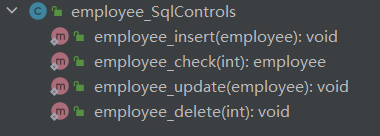 employee_SqlControls
employee_insert(employee): void
employee_check(int): employee
employee_update(employee): void
employee_delete(int): void